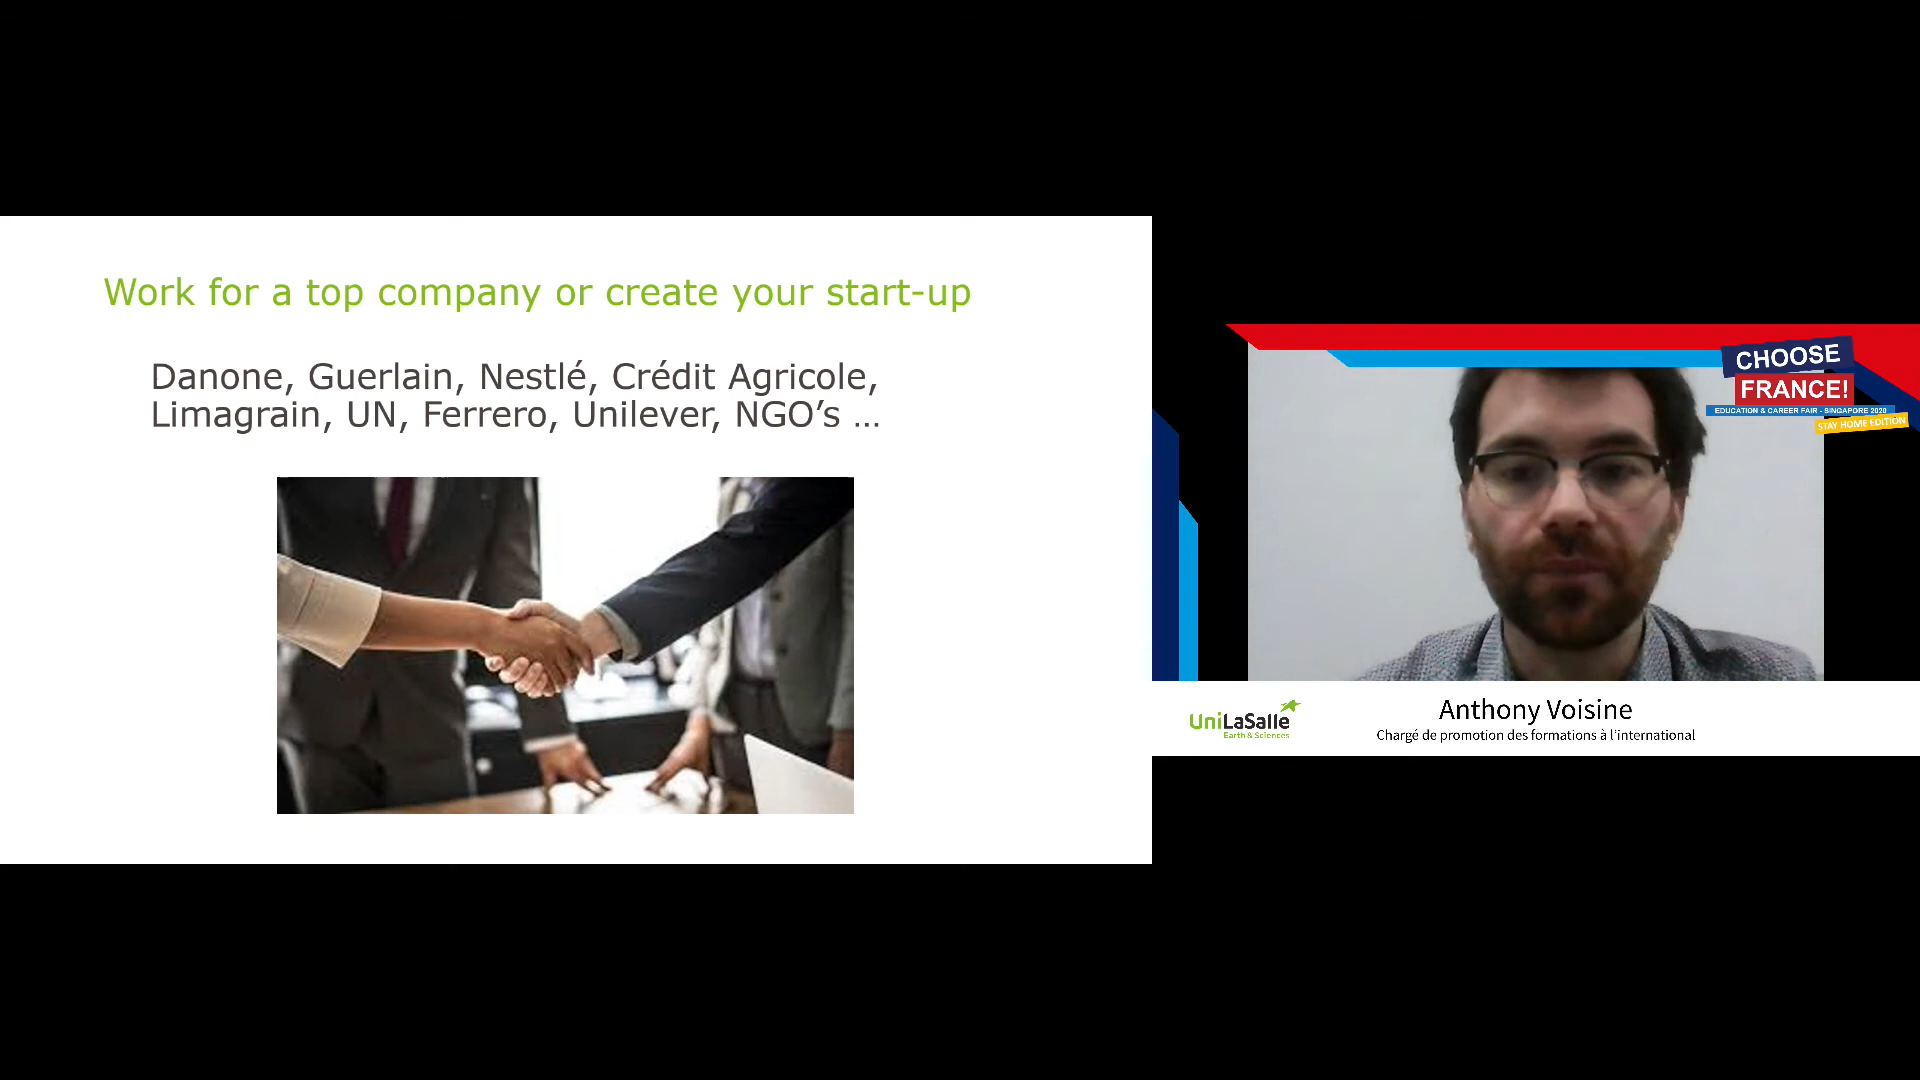 Work for a top company or create your start-up
Danone, Guerlain, Nestlé, Crédit Agricole,
Limagrain, UN, Ferrero, Unilever, NGO’s ...
CHOOSE
FRANCE!
EDUCATION & CAREER FAIR - SINGAPORE 2020
STAY HOME EDITION
UniLaSalle
Earth & Sciences
Anthony Voisine
Chargé de promotion des formations à l’international